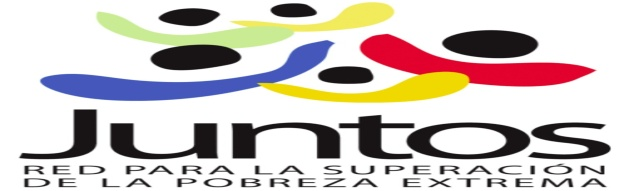 Juntos
RED PARA LA SUPERACIÓN
DE LA POBREZA EXTREMA